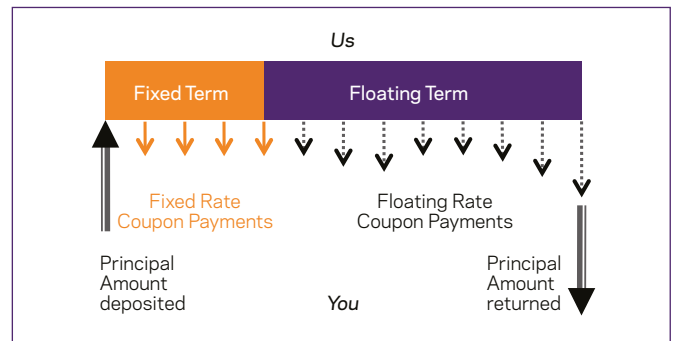 Us
Fixed Term
Floating Term
Fixed Rate
Coupon Payments
Floating Rate
Coupon Payments
Principal
Amount
deposited
You
Principal
Amount
returned